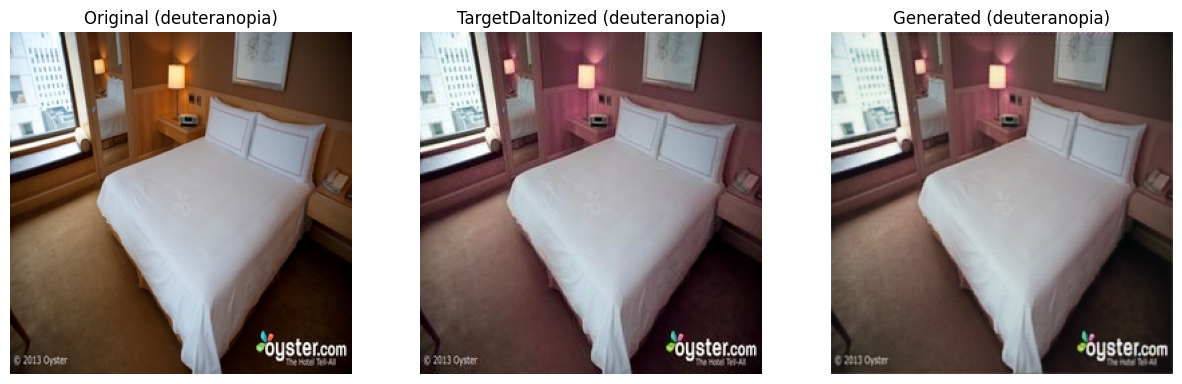 Original (deuteranopia)
TargetDaltonized (deuteranopia)
Generated (deuteranopia)
© 2013 Oyster
oyster.com
The Hotel Tell-All
© 2013 Oyster
oyster.com
The Hotel Tell-All
© 2013 Oyster
oyster.com
The Hotel Tell-All